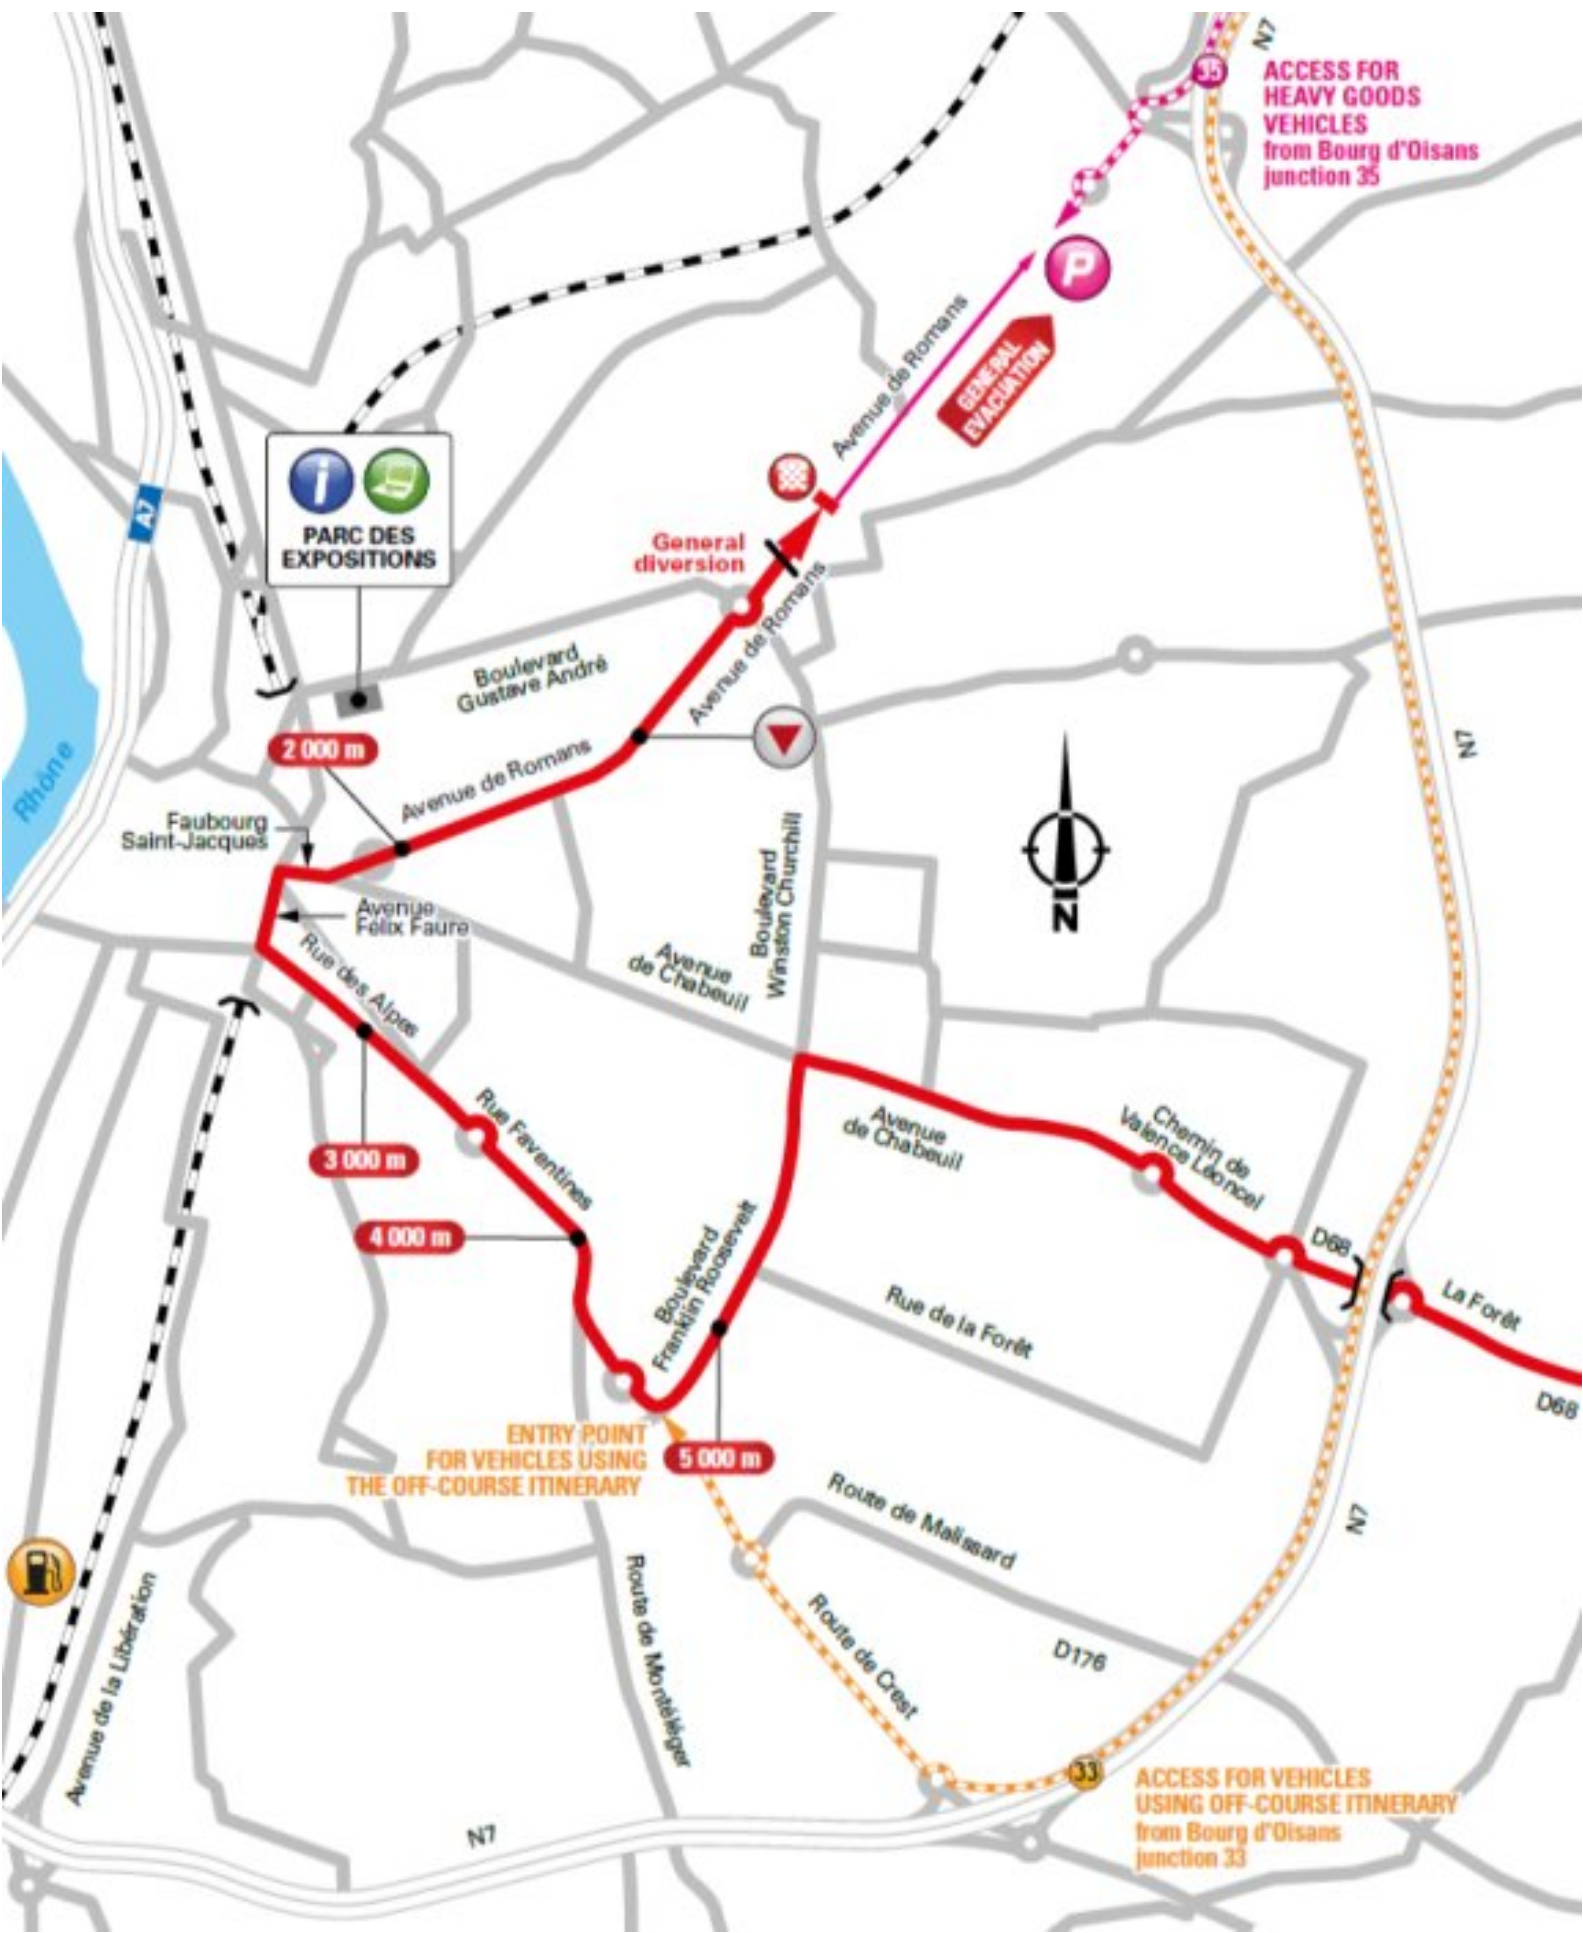 N7
35
ACCESS FOR
HEAVY GOODS
VEHICLES
from Bourg d'Oisans
junction 35
P
Avenue de Romans
GENERAL
EVACUATION
A7
i
PARC DES
EXPOSITIONS
General
diversion
Avenue de Romans
Boulevard
Gustave André
2 000 m
Avenue de Romans
N7
Rhône
Faubourg
Saint-Jacques
Boulevard
Winston Churchill
N
Avenue
Félix Faure
Rue des Alpes
Avenue
de Chabeuil
3 000 m
Rue Faventines
Avenue
de Chabeuil
Chemin de
Valence Léoncel
4 000 m
Boulevard
Franklin Roosevelt
D68
La Forêt
Rue de la Forêt
D68
ENTRY POINT
FOR VEHICLES USING
THE OFF-COURSE ITINERARY
5 000 m
Route de Malissard
N7
Avenue de la Libération
Route de Montéléger
Route de Crest
D176
33
ACCESS FOR VEHICLES
USING OFF-COURSE ITINERARY
from Bourg d'Oisans
junction 33
N7